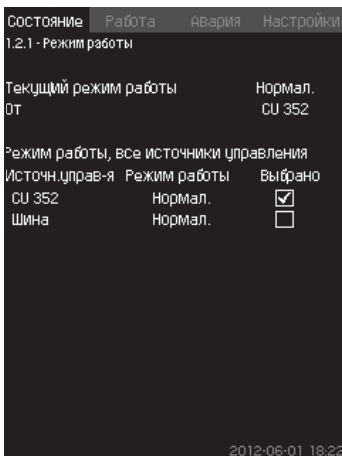 Состояние Работа Авария Настройки
1.2.1 - Режим работы
Текущий режим работы Нормал.
От CU 352
Режим работы, все источники управления
Источн.управ-я Режим работы Выбрано
CU 352 Нормал.
Шина Нормал.
2012-06-01 18:22